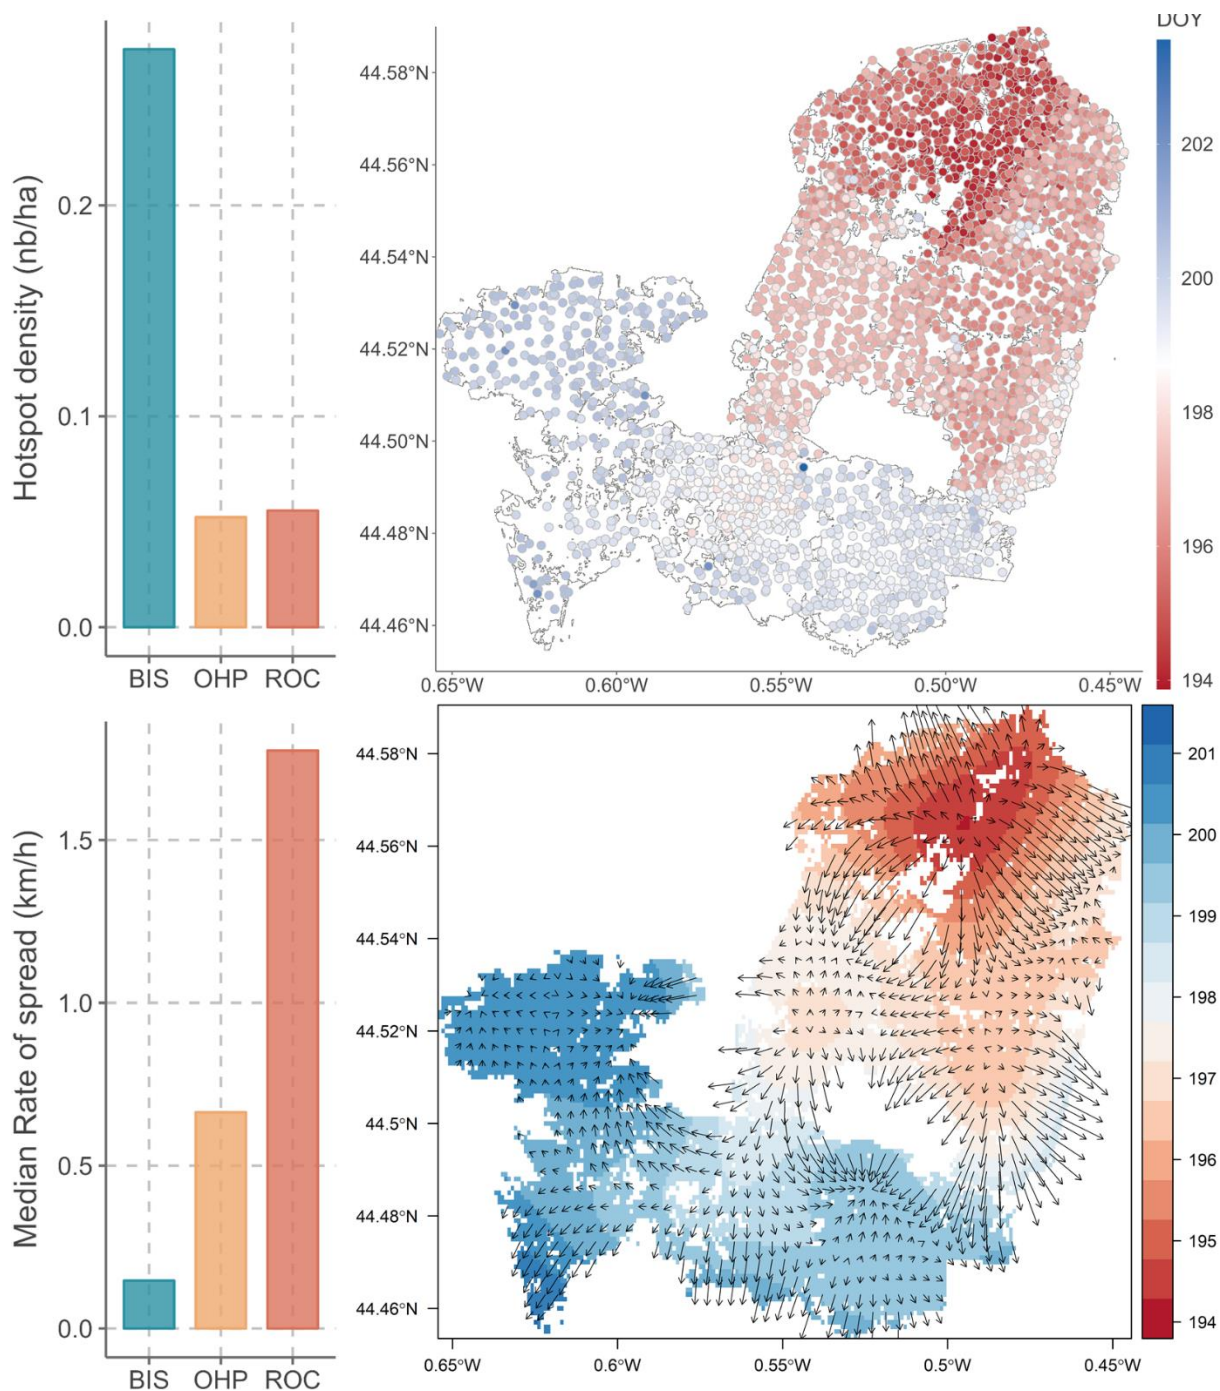 Hotspot density (nb/ha)
0.2
0.1
0.0
BIS OHP ROC
DOY
202
200
198
196
194
44.58°N
44.56°N
44.54°N
44.52°N
44.50°N
44.48°N
44.46°N
0.65°W 0.60°W 0.55°W 0.50°W 0.45°W
Median Rate of spread (km/h)
1.5
1.0
0.5
0.0
BIS OHP ROC
44.58°N
44.56°N
44.54°N
44.52°N
44.5°N
44.48°N
44.46°N
0.65°W 0.6°W 0.55°W 0.5°W 0.45°W
201
200
199
198
197
196
195
194